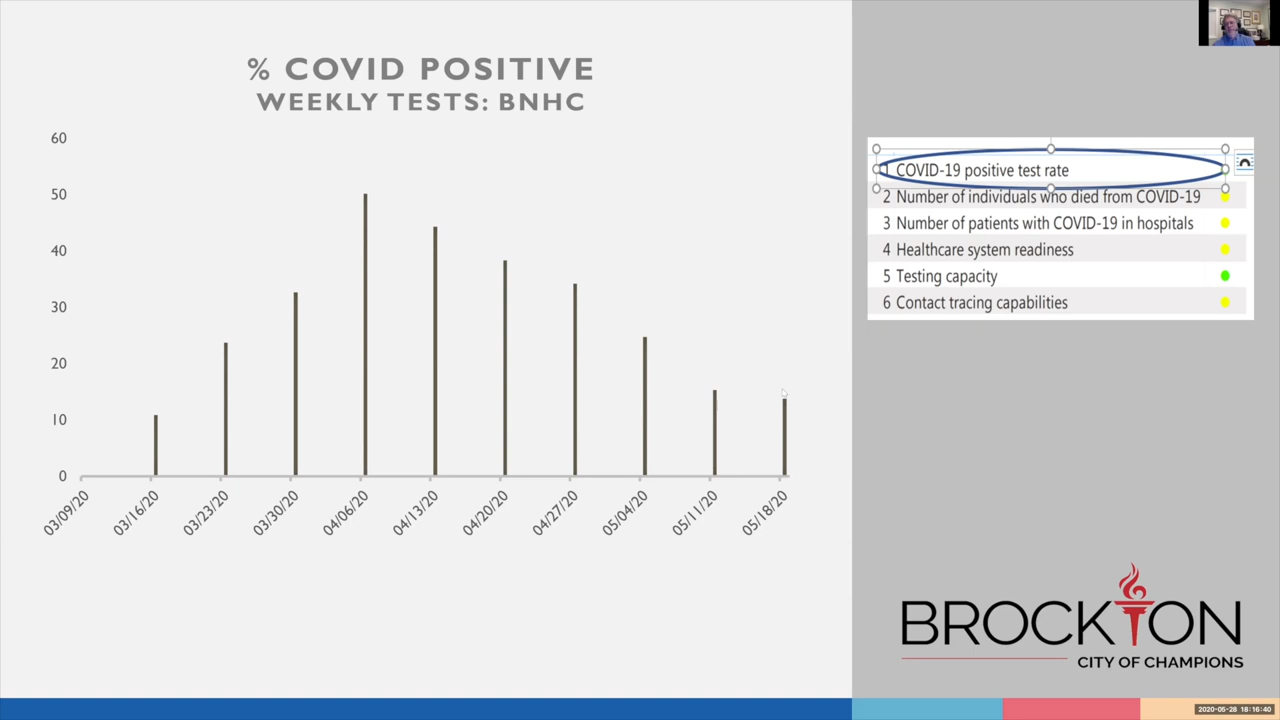 % COVID POSITIVE
WEEKLY TESTS: BNHC
60
50
40
30
20
10
0
03/09/20
03/16/20
03/23/20
03/30/20
04/06/20
04/13/20
04/20/20
04/27/20
05/04/20
05/11/20
05/18/20
1 COVID-19 positive test rate
2 Number of individuals who died from COVID-19
3 Number of patients with COVID-19 in hospitals
4 Healthcare system readiness
5 Testing capacity
6 Contact tracing capabilities
BROCKTON
CITY OF CHAMPIONS
2020-05-28 18:16:40